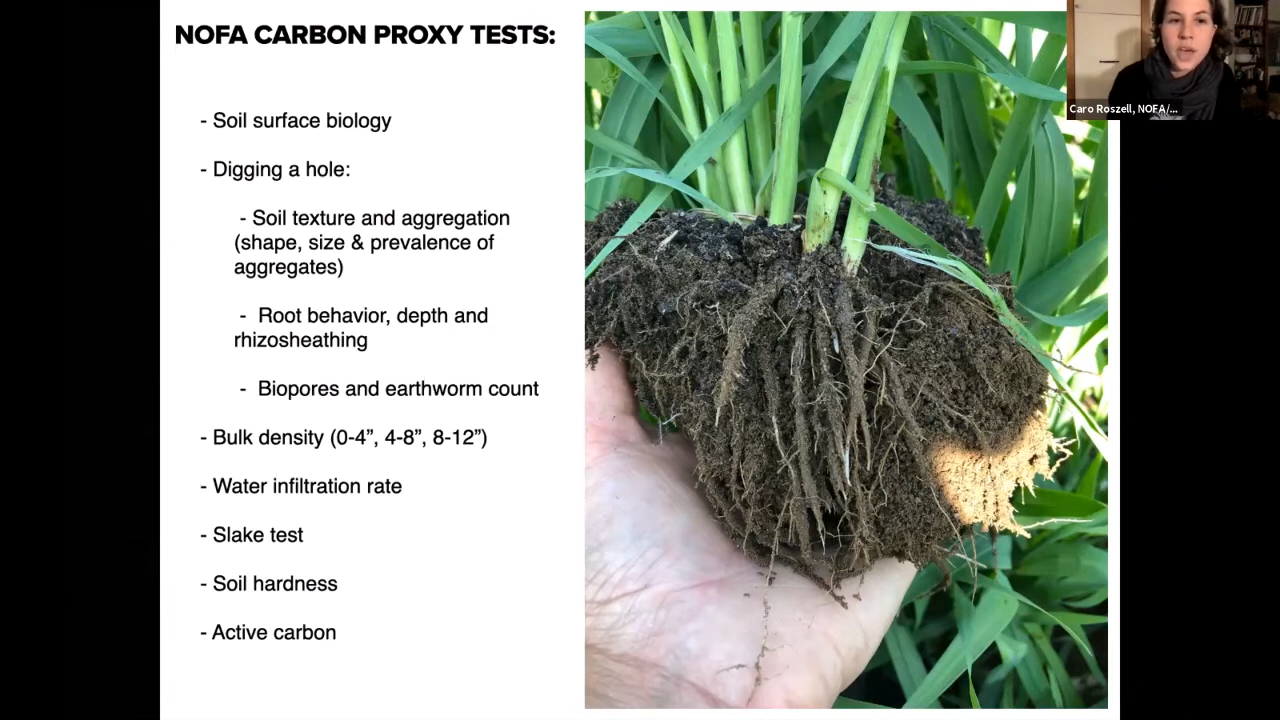 NOFA CARBON PROXY TESTS:
- Soil surface biology
- Digging a hole:
- Soil texture and aggregation
(shape, size & prevalence of
aggregates)
- Root behavior, depth and
rhizosheathing
- Biopores and earthworm count
- Bulk density (0-4”, 4-8”, 8-12”)
- Water infiltration rate
- Slake test
- Soil hardness
- Active carbon
Caro Roszell, NOFA/...